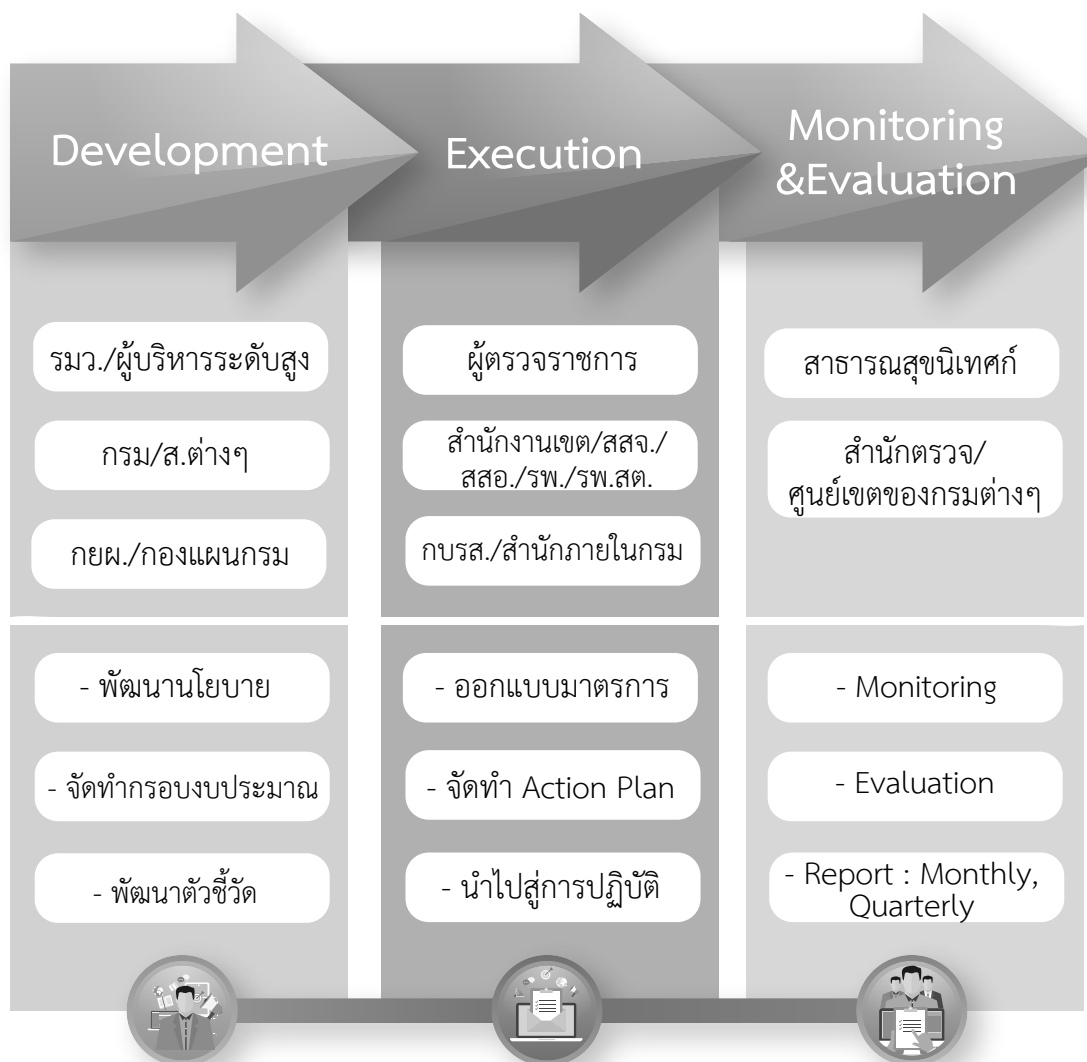 Development
Execution
Monitoring
&Evaluation
รมว./ผู้บริหารระดับสูง
กรม/ส.ต่างๆ
กยผ./กองแผนกรม
ผู้ตรวจราชการ
สำนักงานเขต/สสจ./
สสอ./รพ./รพ.สต.
กบรส./สำนักภายในกรม
สาธารณสุขนิเทศก์
สำนักตรวจ/
ศูนย์เขตของกรมต่างๆ
- พัฒนานโยบาย
- จัดทำกรอบงบประมาณ
- พัฒนาตัวชี้วัด
- ออกแบบมาตรการ
- จัดทำ Action Plan
- นำไปสู่การปฏิบัติ
- Monitoring
- Evaluation
- Report : Monthly,
Quarterly